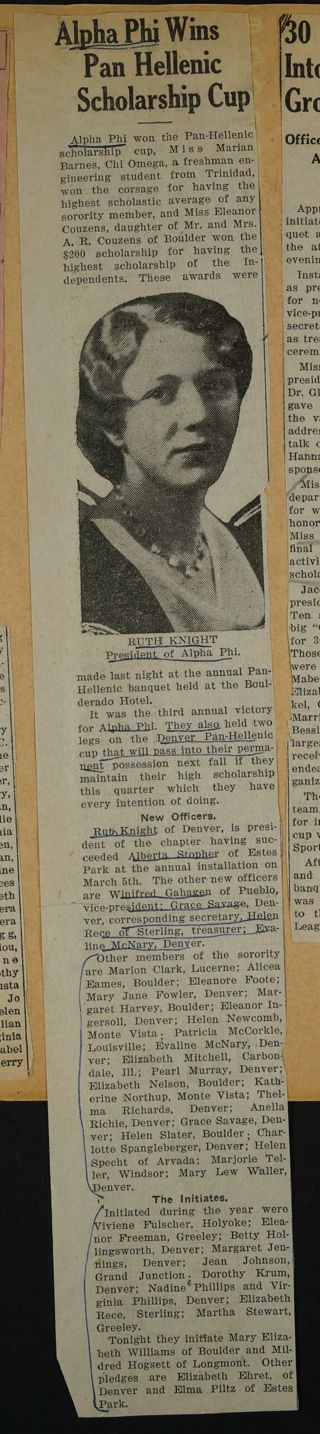 Alpha Phi Wins
Pan Hellenic
Scholarship Cup
Alpha Phi won the Pan-Hellenic
scholarship cup, Miss Marian
Barnes, Chi Omega, a freshman en-
gineering student from Trinidad,
won the corsage for having the
highest scholastic average of any
sorority member, and Miss Eleanor
Couzens, daughter of Mr. and Mrs.
A. R. Couzens of Boulder won the
$200 scholarship for having the
highest scholarship of the In-
dependents. These awards were
RUTH KNIGHT
President of Alpha Phi.
made last night at the annual Pan-
Hellenic banquet held at the Boul-
derado Hotel.
It was the third annual victory
for Alpha Phi. They also held two
legs on the Denver Pan-Hellenic
cup that will pass into their perma-
nent possession next fall if they
maintain their high scholarship
this quarter which they have
every intention of doing.
New Officers.
Ruth Knight of Denver, is presi-
dent of the chapter having suc-
ceeded Alberta Stopher of Estes
Park at the annual installation on
March 5th. The other new officers
are Winifred Gahagen of Pueblo,
vice-president; Grace Savage, Den-
ver, corresponding secretary, Helen
Rece of Sterling, treasurer; Eva-
line McNary, Denver.
Other members of the sorority
are Marion Clark, Lucerne; Alicea
Eames, Boulder; Eleanore Foote;
Mary Jane Fowler, Denver; Mar-
garet Harvey, Boulder; Eleanor In-
gersoll, Denver; Helen Newcomb,
Monte Vista; Patricia McCorkle,
Louisville; Evaline McNary, Den-
ver; Elizabeth Mitchell, Carbon-
dale, Ill.; Pearl Murray, Denver;
Elizabeth Nelson, Boulder; Kath-
erine Northup, Monte Vista; Thel-
ma Richards, Denver; Anella
Richie, Denver; Grace Savage, Den-
ver; Helen Slater, Boulder; Char-
lotte Spangleberger, Denver; Helen
Specht of Arvada; Marjorie Tel-
ler, Windsor; Mary Lew Waller,
Denver.
The Initiates.
Initiated during the year were
Viviene Fulscher, Holyoke; Elea-
nor Freeman, Greeley; Betty Hol-
lingsworth, Denver; Margaret Jen-
nings, Denver; Jean Johnson,
Grand Junction; Dorothy Krum,
Denver; Nadine Phillips and Vir-
ginia Phillips, Denver; Elizabeth
Rece, Sterling; Martha Stewart,
Greeley.
Tonight they initiate Mary Eliza-
beth Williams of Boulder and Mil-
dred Hogsett of Longmont. Other
pledges are Elizabeth Ehret, of
Denver and Elma Piltz of Estes
Park.
30
Into
Gro
Office
A